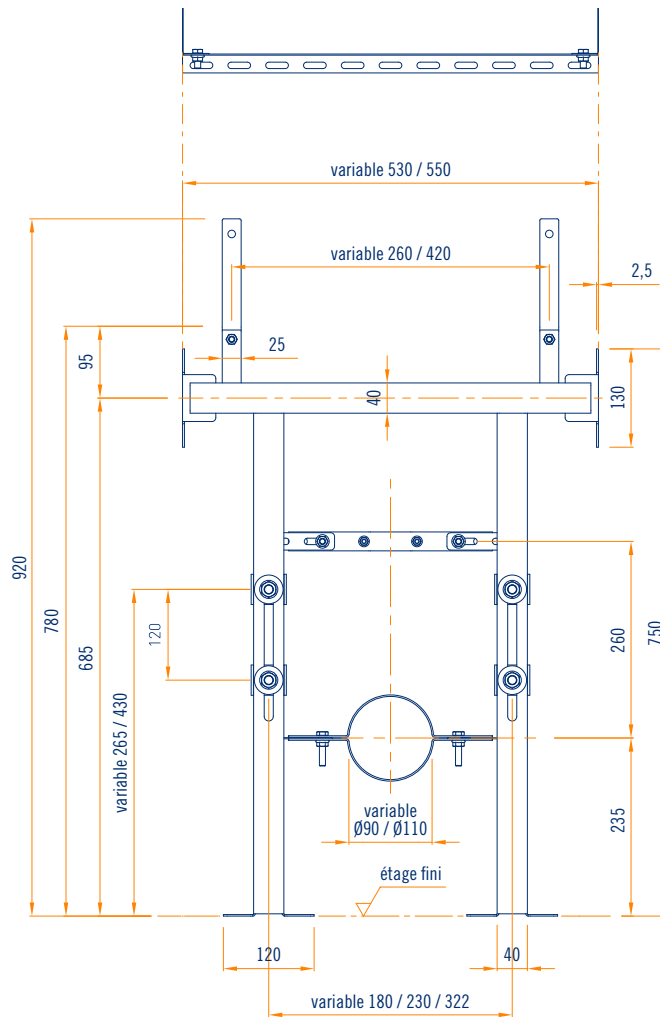 variable 530 / 550
variable 260 / 420
2,5
25
95
40
130
920
780
685
120
variable 265 / 430
260
750
variable
Ø90 / Ø110
235
étage fini
120
40
variable 180 / 230 / 322